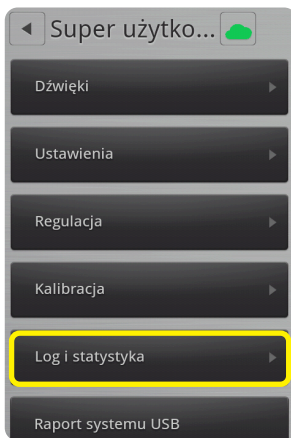 Super użytko...
Dźwięki
Ustawienia
Regulacja
Kalibracja
Log i statystyka
Raport systemu USB